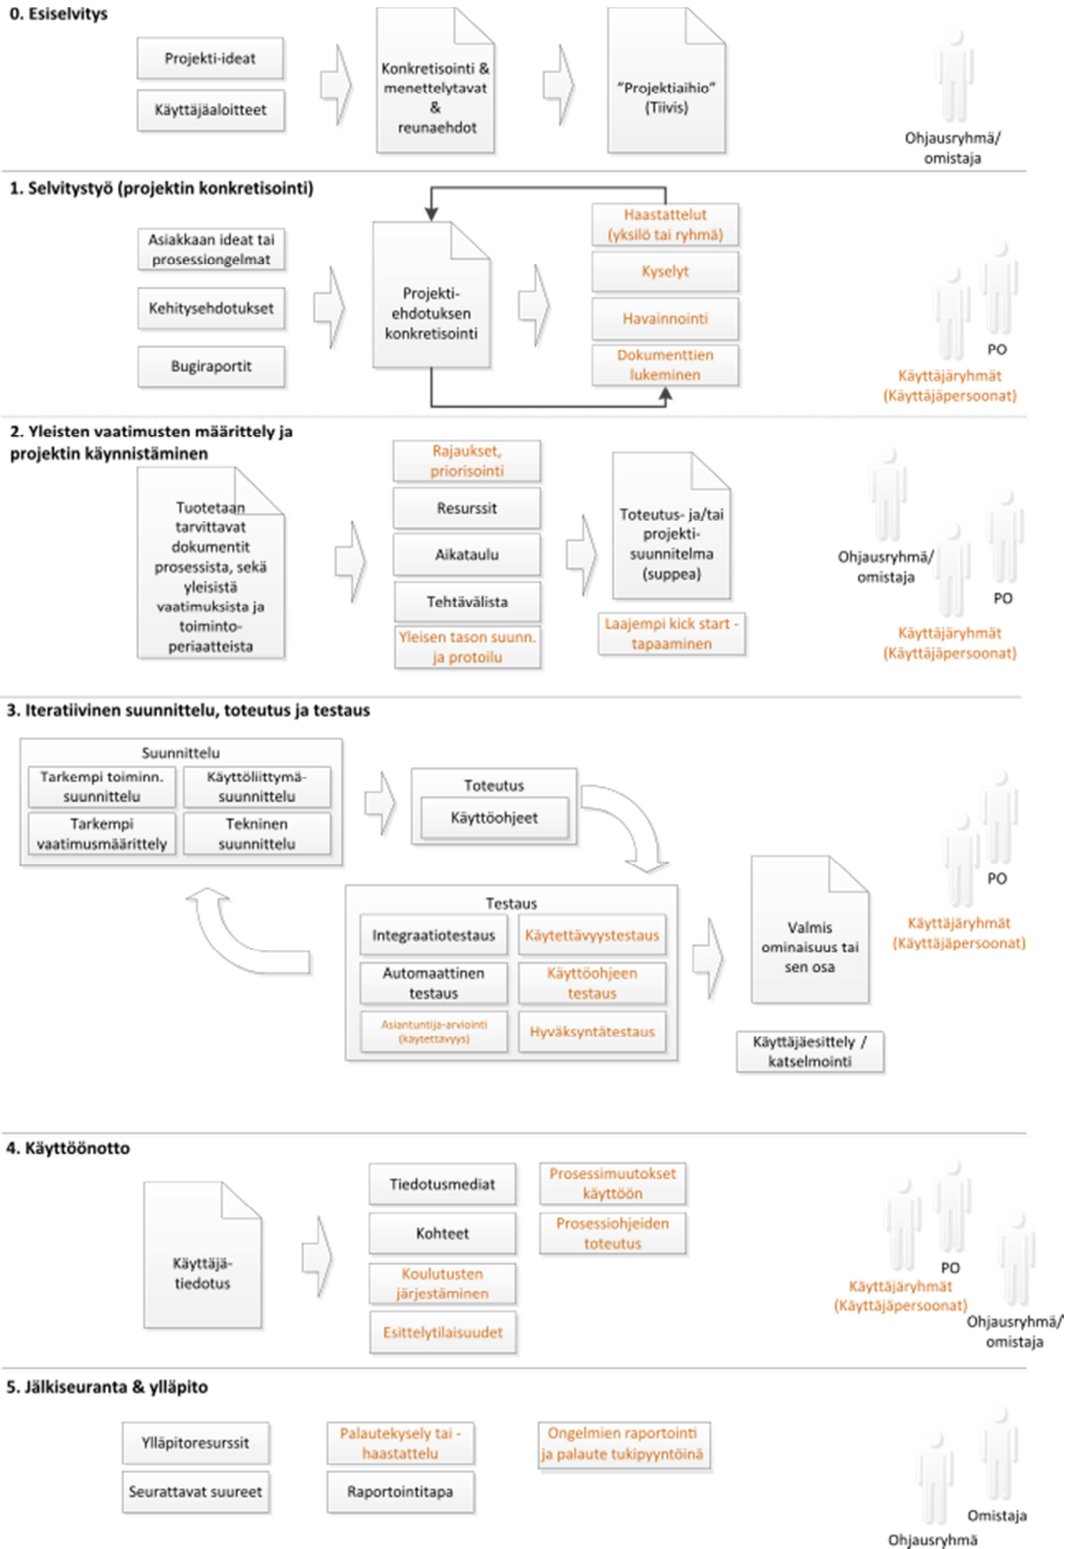 0. Esiselvitys
Projekti-ideat
Käyttäjäaloitteet
Konkretisointi &
menettelytavat
&
reunaehdot
”Projektiaihio”
(Tiivis)
Ohjausryhmä/
omistaja
1. Selvitystyö (projektin konkretisointi)
Asiakkaan ideat tai
prosessiongelmat
Kehitysehdotukset
Bugiraportit
Projekti-
ehdotuksen
konkretisointi
Haastattelut
(yksilö tai ryhmä)
Kyselyt
Havainnointi
Dokumenttien
lukeminen
PO
Käyttäjäryhmät
(Käyttäjäpersoonat)
2. Yleisten vaatimusten määrittely ja
projektin käynnistäminen
Tuotetaan
tarvittavat
dokumentit
prosessista, sekä
yleisistä
vaatimuksista ja
toiminto-
periaatteista
Rajaukset,
priorisointi
Resurssit
Aikataulu
Tehtävälista
Yleisen tason suunn.
ja protoilu
Toteutus- ja/tai
projekti-
suunnitelma
(suppea)
Laajempi kick start -
tapaaminen
Ohjausryhmä/
omistaja
PO
Käyttäjäryhmät
(Käyttäjäpersoonat)
3. Iteratiivinen suunnittelu, toteutus ja testaus
Suunnittelu
Tarkempi toiminn.
suunnittelu
Käyttöliittymä-
suunnittelu
Tarkempi
vaatimusmäärittely
Tekninen
suunnittelu
Toteutus
Käyttöohjeet
Testaus
Integraatiotestaus
Käytettävyystestaus
Automaattinen
testaus
Käyttöohjeen
testaus
Asiantuntija-arviointi
(käytettävyys)
Hyväksyntätestaus
Valmis
ominaisuus tai
sen osa
Käyttäjäesittely /
katselmointi
PO
Käyttäjäryhmät
(Käyttäjäpersoonat)
4. Käyttöönotto
Käyttäjä-
tiedotus
Tiedotusmediat
Kohteet
Koulutusten
järjestäminen
Esittelytilaisuudet
Prosessimuutokset
käyttöön
Prosessiohjeiden
toteutus
PO
Käyttäjäryhmät
(Käyttäjäpersoonat)
Ohjausryhmä/
omistaja
5. Jälkiseuranta & ylläpito
Ylläpitoresurssit
Seurattavat suureet
Palautekysely tai -
haastattelu
Raportointitapa
Ongelmien raportointi
ja palaute tukipyyntöinä
Omistaja
Ohjausryhmä